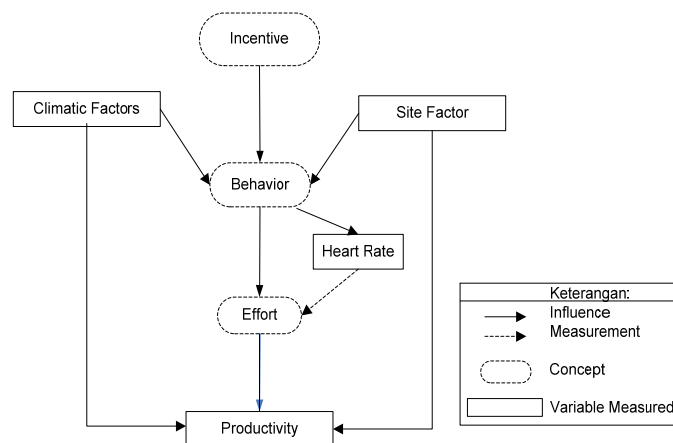 Incentive
Climatic Factors
Site Factor
Behavior
Heart Rate
Effort
Productivity
Keterangan:
Influence
Measurement
Concept
Variable Measured